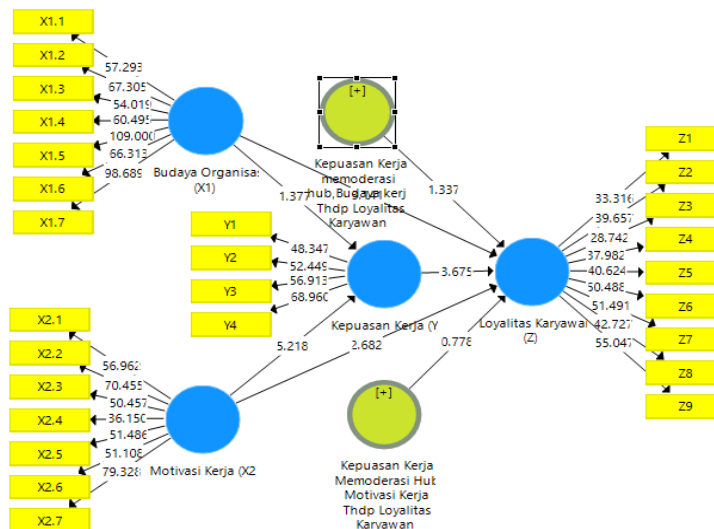 X1.1
X1.2
X1.3
X1.4
X1.5
X1.6
X1.7
57.293
67.305
54.019
60.495
109.000
66.313
98.689
Budaya Organisas
(X1)
[+]
Kepuasan Kerja
memoderasi
hub,Budaya kerj
Thdp Loyalitas
Karyawan
1.377
1.337
Y1
Y2
Y3
Y4
48.347
52.449
56.913
68.960
Kepuasan Kerja (Y
3.675
Loyalitas Karyawan
(Z)
Z1
Z2
Z3
Z4
Z5
Z6
Z7
Z8
Z9
33.316
39.657
28.742
37.982
40.624
50.488
51.491
42.727
55.047
5.218
2.682
0.778
X2.1
X2.2
X2.3
X2.4
X2.5
X2.6
X2.7
56.962
70.455
50.457
36.150
51.486
51.108
79.328
Motivasi Kerja (X2
[+]
Kepuasan Kerja
Memoderasi Hub
Motivasi Kerja
Thdp Loyalitas
Karyawan